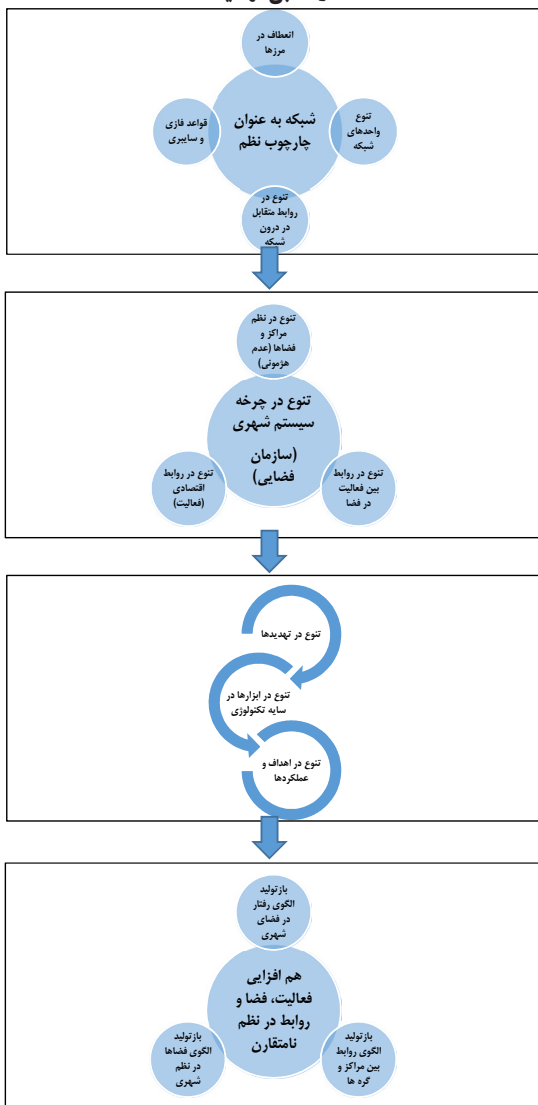 انعطاف در
مرزها
شبکه به عنوان
چارچوب نظم
تنوع
واحدهای
شبکه
قواعد فازی
و سایبری
تنوع در
روابط متقابل
در درون
شبکه
تنوع در نظم
مراکز و
فضاها (عدم
هژمونی)
تنوع در چرخه
سیستم شهری
(سازمان
فضایی)
تنوع در روابط
بین فعالیت
در فضا
تنوع در روابط
اقتصادی
(فعالیت)
تنوع در تهدیدها
تنوع در ابزارها در
سایه تکنولوژی
تنوع در اهداف و
عملکردها
بازتولید
الگوی رفتار
در فضای
شهری
هم افزایی
فعالیت، فضا و
روابط در نظم
نامتقارن
بازتولید
الگوی روابط
بین مراکز و
گره ها
بازتولید
الگوی فضاها
در نظم
شهری